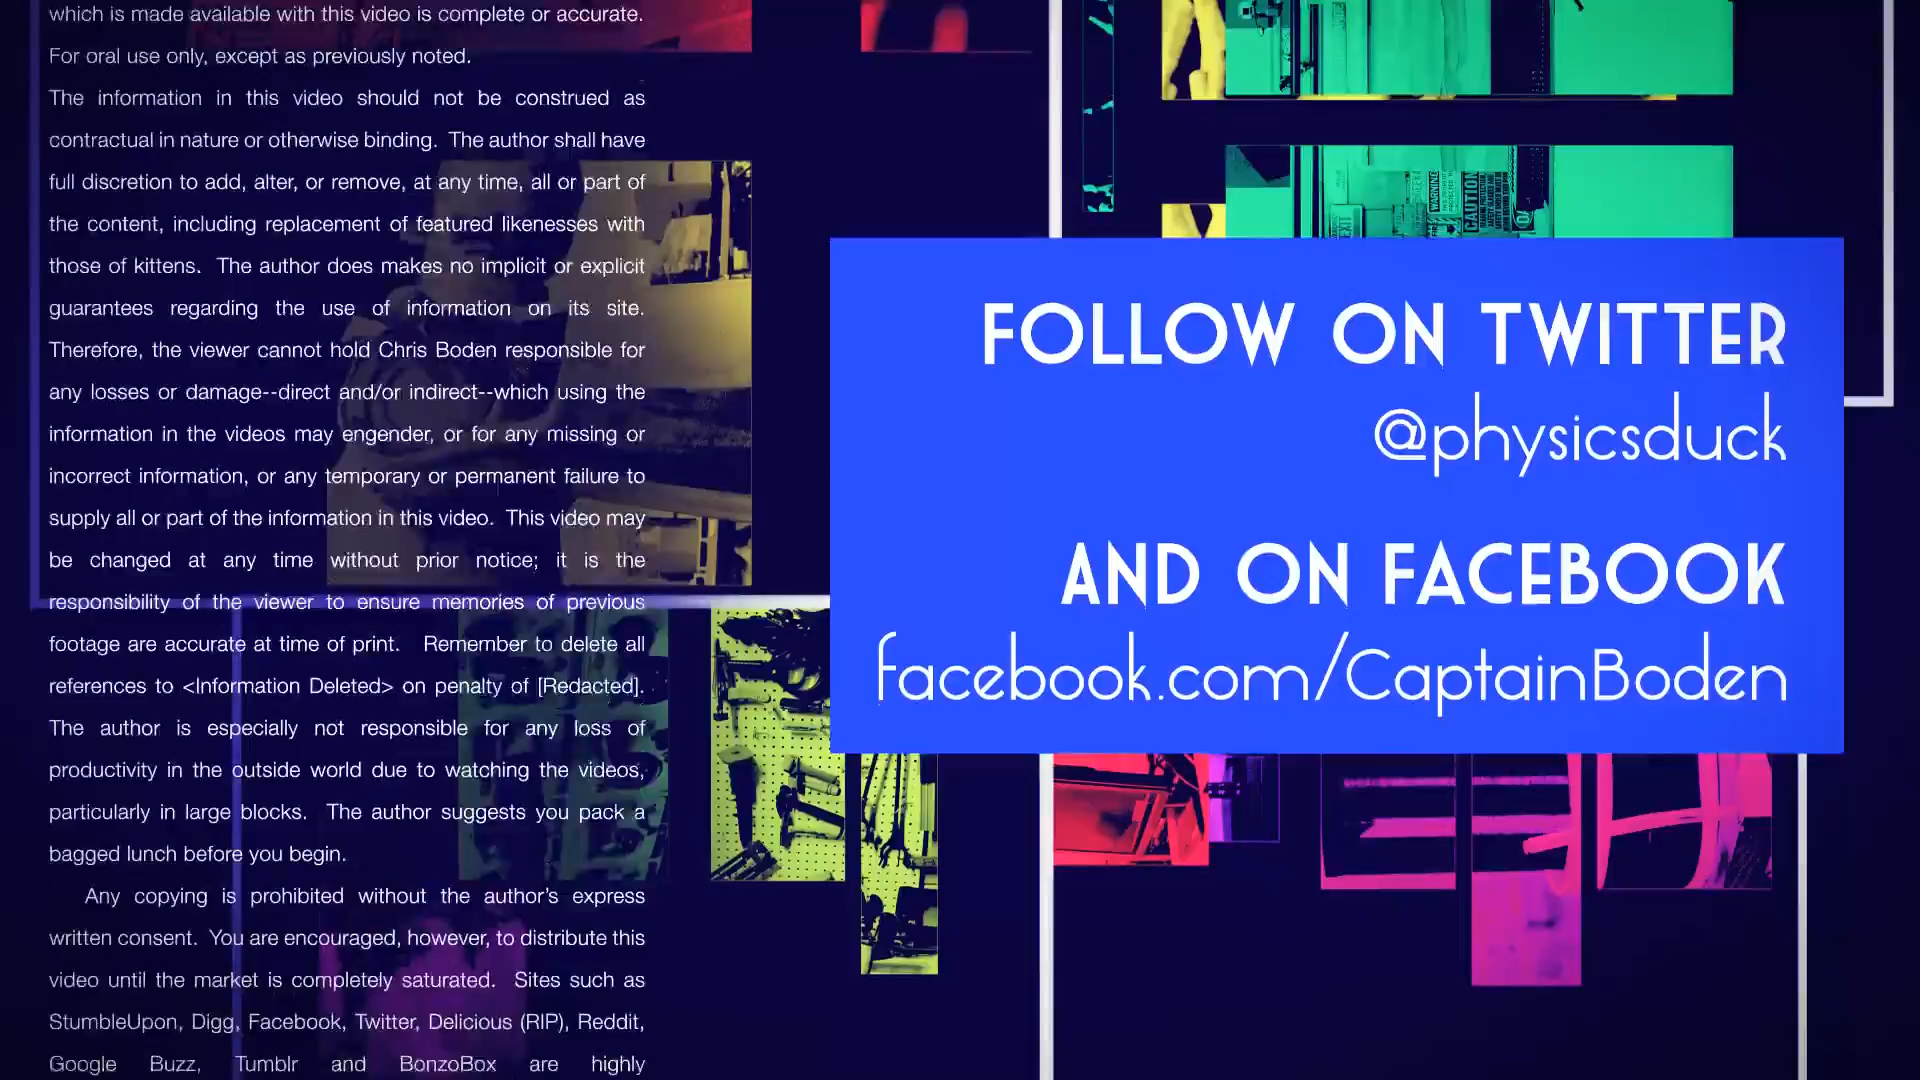 which is made available with this video is complete or accurate.
For oral use only, except as previously noted.
The information in this video should not be construed as
contractual in nature or otherwise binding.  The author shall have
full discretion to add, alter, or remove, at any time, all or part of
the content, including replacement of featured likenesses with
those of kittens.  The author does makes no implicit or explicit
guarantees regarding the use of information on its site.
Therefore, the viewer cannot hold Chris Boden responsible for
any losses or damage--direct and/or indirect--which using the
information in the videos may engender, or for any missing or
incorrect information, or any temporary or permanent failure to
supply all or part of the information in this video.  This video may
be changed at any time without prior notice; it is the
responsibility of the viewer to ensure memories of previous
footage are accurate at time of print.   Remember to delete all
references to <Information Deleted> on penalty of [Redacted].
The author is especially not responsible for any loss of
productivity in the outside world due to watching the videos,
particularly in large blocks.  The author suggests you pack a
bagged lunch before you begin.
Any copying is prohibited without the author's express
written consent.  You are encouraged, however, to distribute this
video until the market is completely saturated.  Sites such as
StumbleUpon, Digg, Facebook, Twitter, Delicious (RIP), Reddit,
Google Buzz, Tumblr and BonzoBox are highly
WARNING
CAUTION
EXIT
FOLLOW ON TWITTER
@physicsduck
AND ON FACEBOOK
facebook.com/CaptainBoden